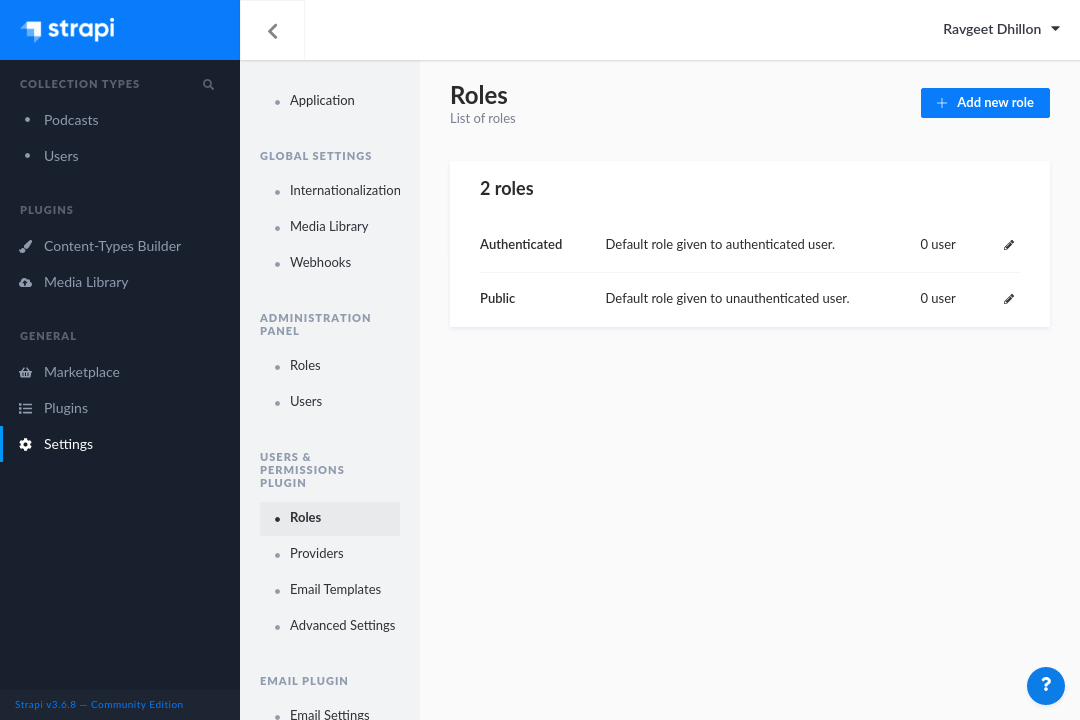 strapi
Ravgeet Dhillon
COLLECTION TYPES
Podcasts
Users
PLUGINS
Content-Types Builder
Media Library
GENERAL
Marketplace
Plugins
Settings
Strapi v3.6.8 — Community Edition
Application
GLOBAL SETTINGS
Internationalization
Media Library
Webhooks
ADMINISTRATION
PANEL
Roles
Users
USERS &
PERMISSIONS
PLUGIN
Roles
Providers
Email Templates
Advanced Settings
EMAIL PLUGIN
Email Settings
Roles
List of roles
Add new role
2 roles
Authenticated Default role given to authenticated user. 0 user
Public Default role given to unauthenticated user. 0 user
?